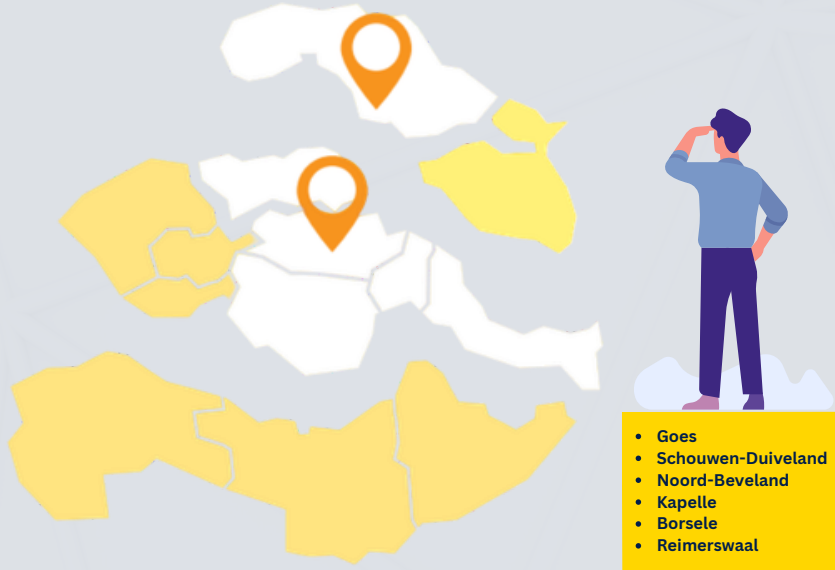 • Goes
• Schouwen-Duiveland
• Noord-Beveland
• Kapelle
• Borsele
• Reimerswaal